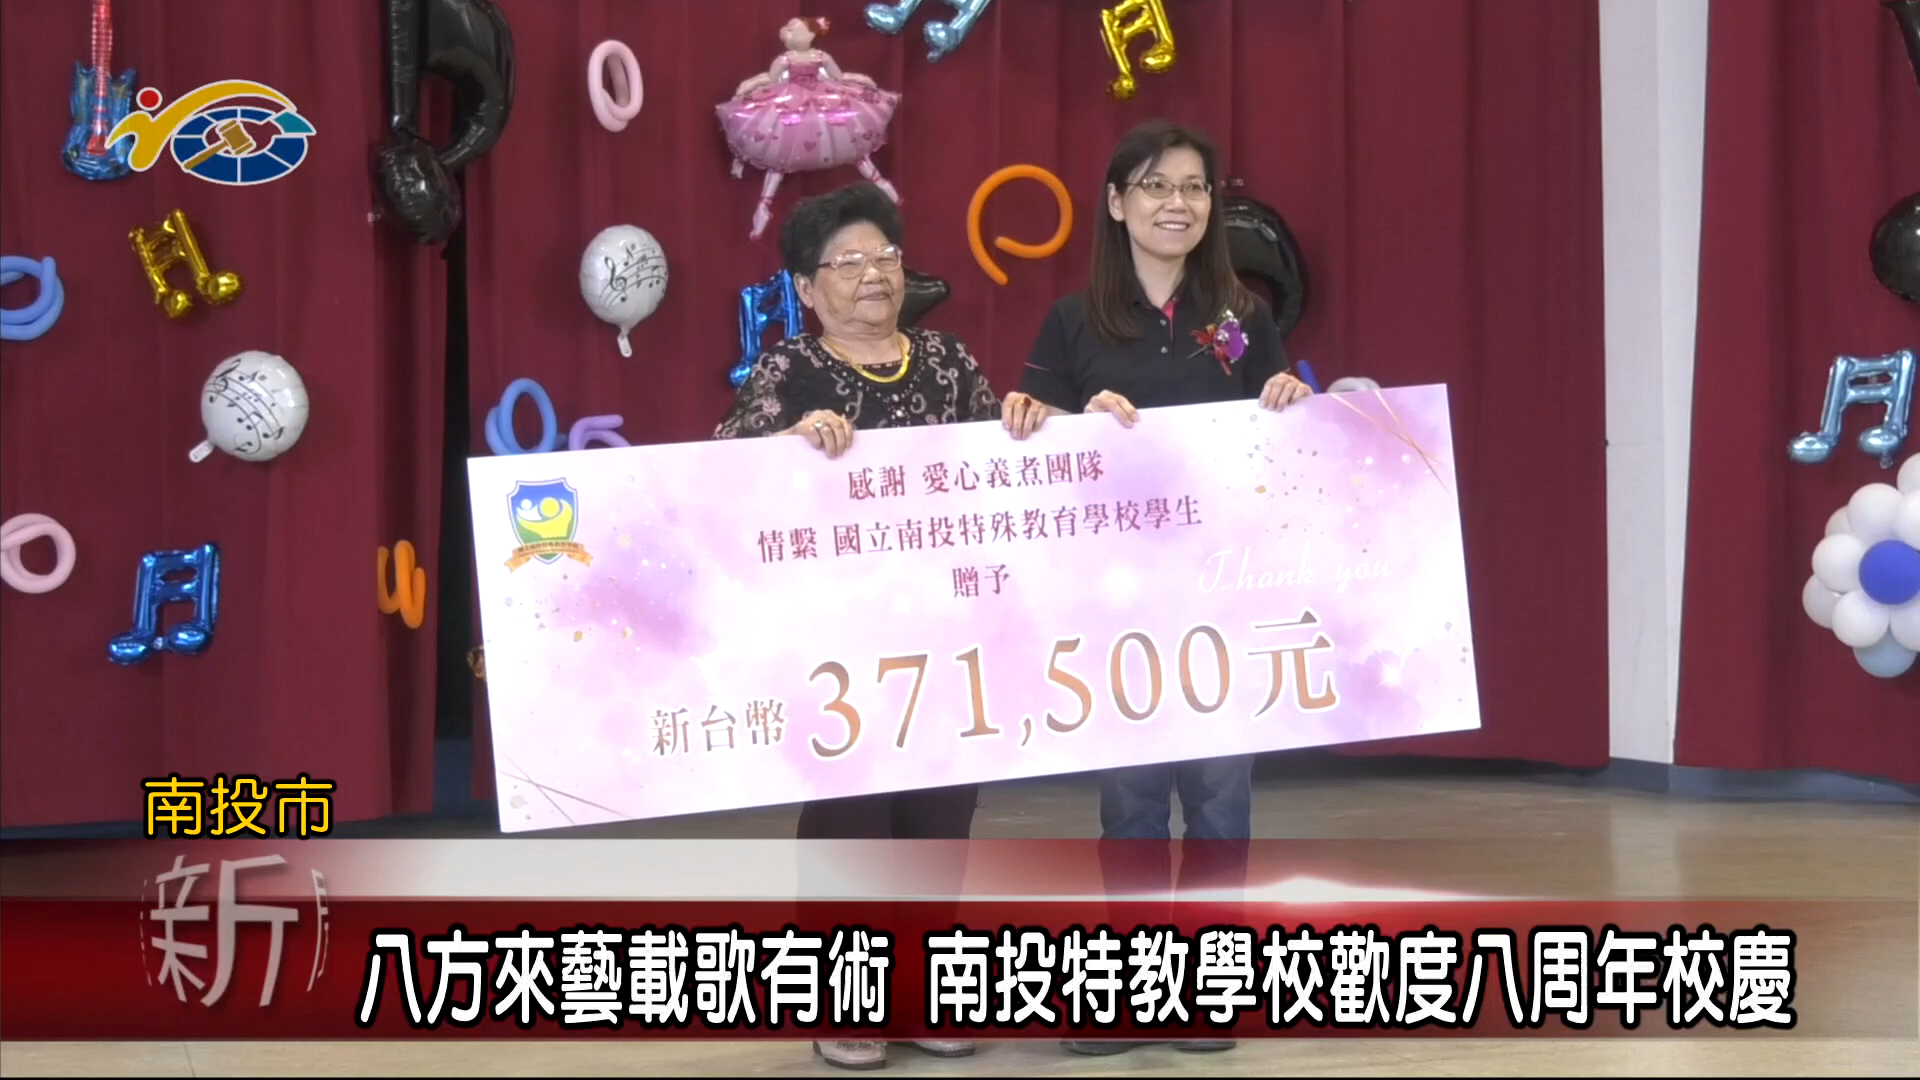 感謝 愛心義煮團隊
情繫 國立南投特殊教育學校學生
贈予
Thank you
新台幣 371,500元
南投市
新
八方來藝載歌有術 南投特教學校歡度八周年校慶